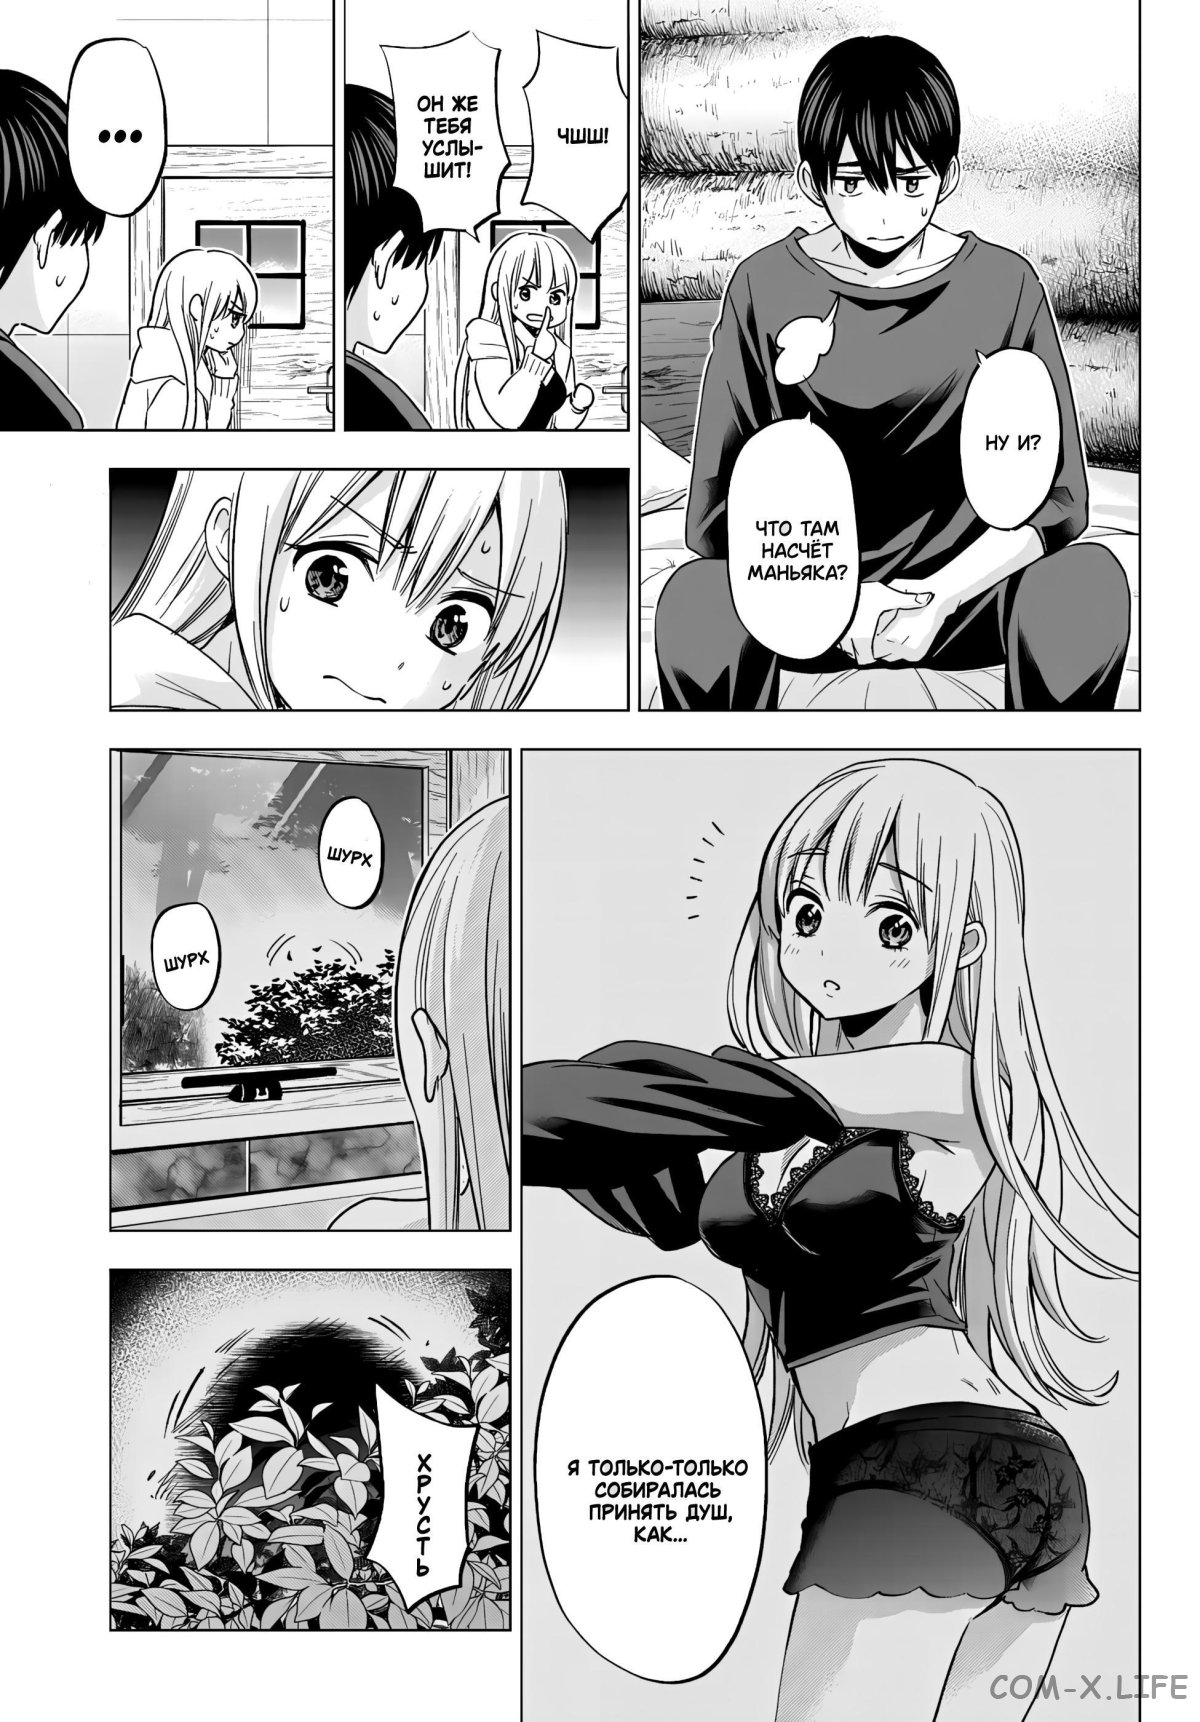 НУ И?
ЧТО ТАМ
НАСЧЁТ
МАНЬЯКА?
ЧШШ!
ОН ЖЕ
ТЕБЯ
УСЛЫ-
ШИТ!
...
Я ТОЛЬКО-ТОЛЬКО
СОБИРАЛАСЬ
ПРИНЯТЬ ДУШ,
КАК...
ШУРХ
ШУРХ
ХРУСТЬ
COM-X.LIFE